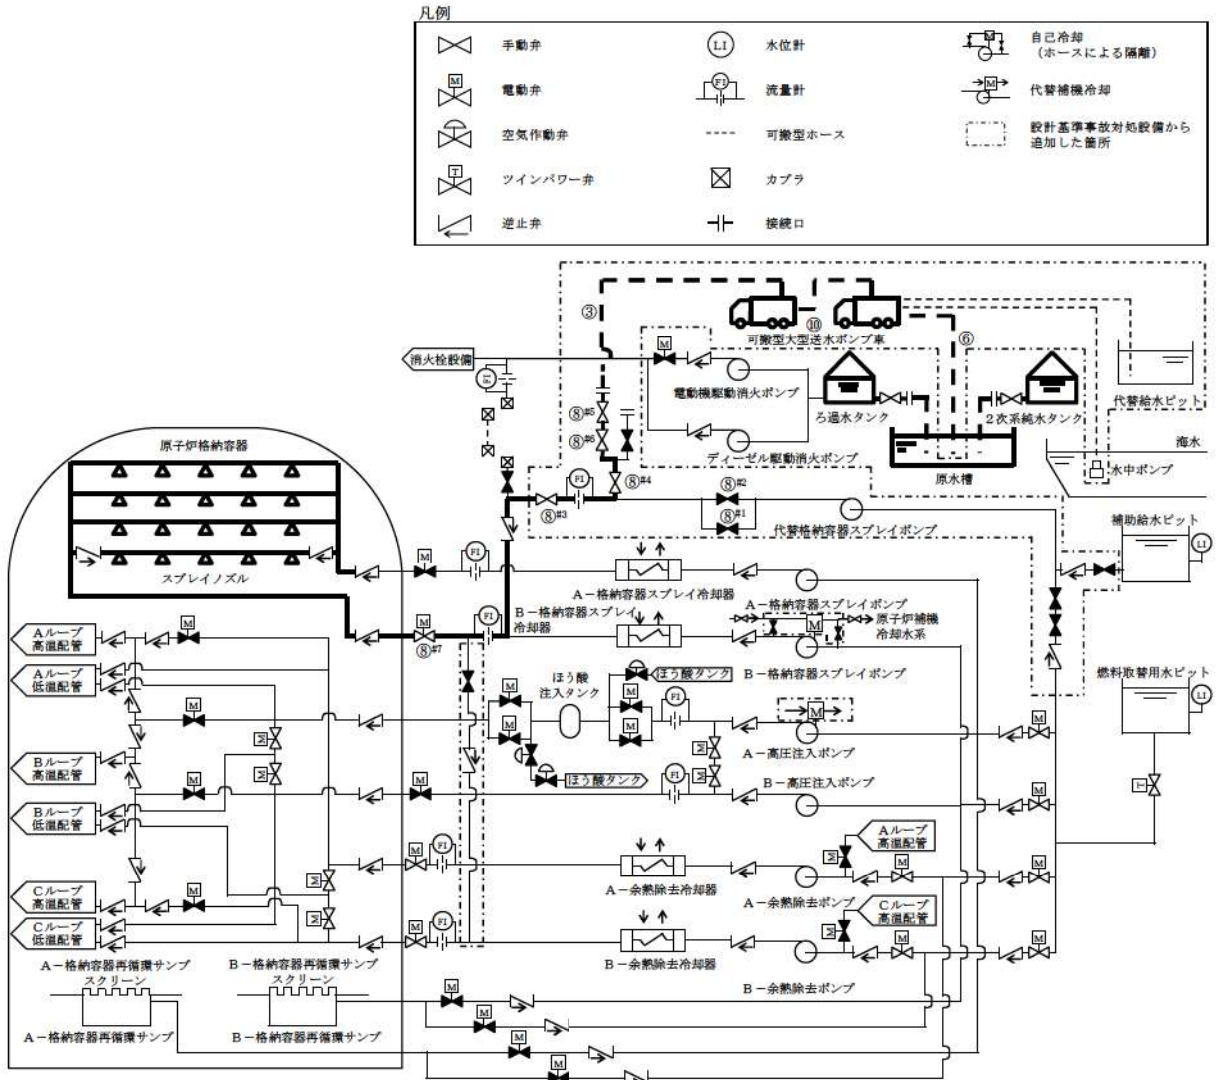 凡例
手動弁
電動弁
空気作動弁
ツインパワー弁
逆止弁
LI
水位計
FI
流量計
可搬型ホース
カプラ
接続口
自己冷却
(ホースによる隔離)
代替補機冷却
設計基準事故対処設備から
追加した箇所
M
M
M
T
③
⑩
⑥
可搬型大型送水ポンプ車
消火栓設備
M
FI
電動機駆動消火ポンプ
ろ過水タンク
2次系純水タンク
代替給水ピット
⑧#5
⑧#6
ディーゼル駆動消火ポンプ
原水槽
海水
水中ポンプ
⑧#4
⑧#3
FI
⑧#2
⑧#1
代替格納容器スプレイポンプ
補助給水ピット
LI
原子炉格納容器
スプレイノズル
M
FI
A-格納容器スプレイ冷却器
A-格納容器スプレイポンプ
M
⑧#7
FI
B-格納容器スプレイ
冷却器
M
原子炉補機
冷却水系
B-格納容器スプレイポンプ
燃料取替用水ピット
LI
T
Aループ
高温配管
M
Aループ
低温配管
M
M
M
ほう酸
注入タンク
ほう酸タンク
M
M
FI
M
A-高圧注入ポンプ
M
M
M
ほう酸タンク
M
M
Bループ
高温配管
M
M
FI
B-高圧注入ポンプ
M
Bループ
低温配管
M
FI
A-余熱除去冷却器
A-余熱除去ポンプ
Aループ
高温配管
M
M
M
Cループ
高温配管
M
M
M
Cループ
低温配管
M
FI
B-余熱除去冷却器
B-余熱除去ポンプ
Cループ
高温配管
M
M
M
A-格納容器再循環サンプ
スクリーン
A-格納容器再循環サンプ
B-格納容器再循環サンプ
スクリーン
B-格納容器再循環サンプ
M
M
M
M